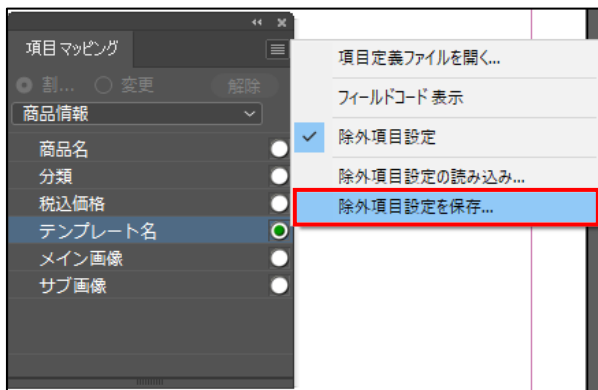 項目マッピング
割... 変更 解除
商品情報
商品名
分類
税込価格
テンプレート名
メイン画像
サブ画像
項目定義ファイルを開く...
フィールドコード表示
除外項目設定
除外項目設定の読み込み...
除外項目設定を保存...